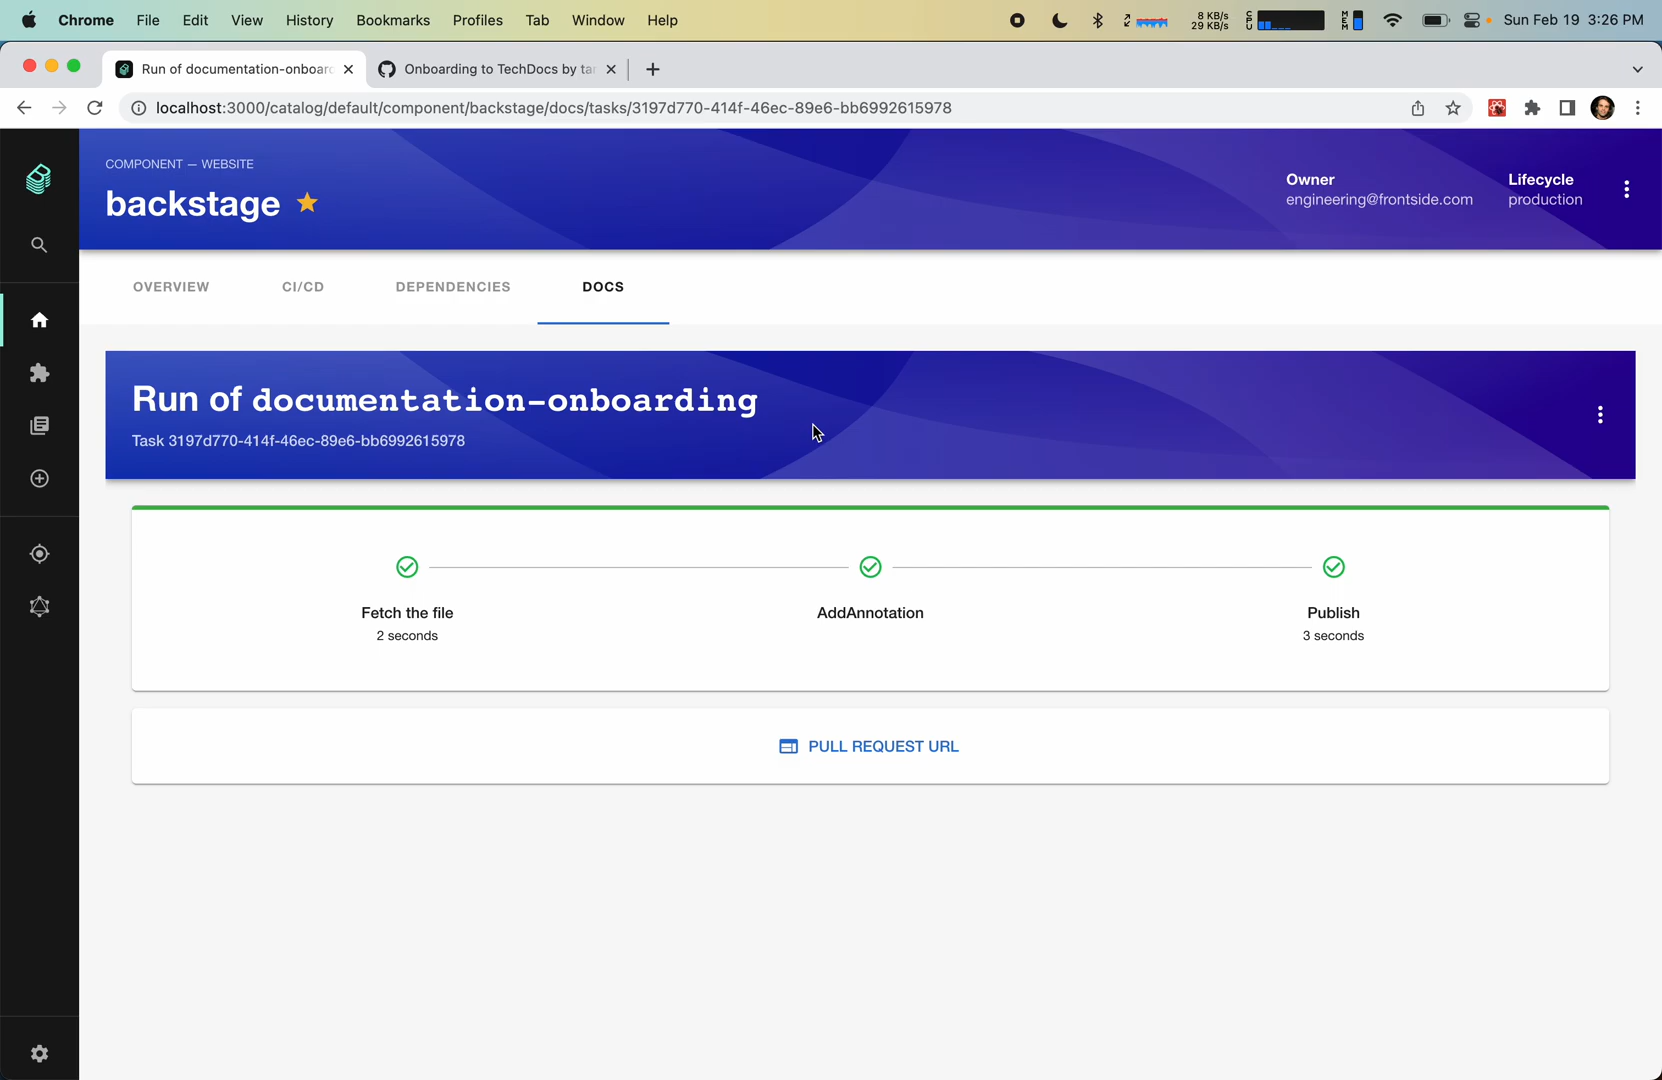 Chrome File Edit View History Bookmarks Profiles Tab Window Help 8 KB/s 29 KB/s CPU MEM Sun Feb 19 3:26 PM
Run of documentation-onboar Onboarding to TechDocs by ta
localhost:3000/catalog/default/component/backstage/docs/tasks/3197d770-414f-46ec-89e6-bb6992615978
COMPONENT — WEBSITE
backstage
Owner
engineering@frontside.com
Lifecycle
production
OVERVIEW CI/CD DEPENDENCIES DOCS
Run of documentation-onboarding
Task 3197d770-414f-46ec-89e6-bb6992615978
Fetch the file AddAnnotation Publish
2 seconds 3 seconds
PULL REQUEST URL